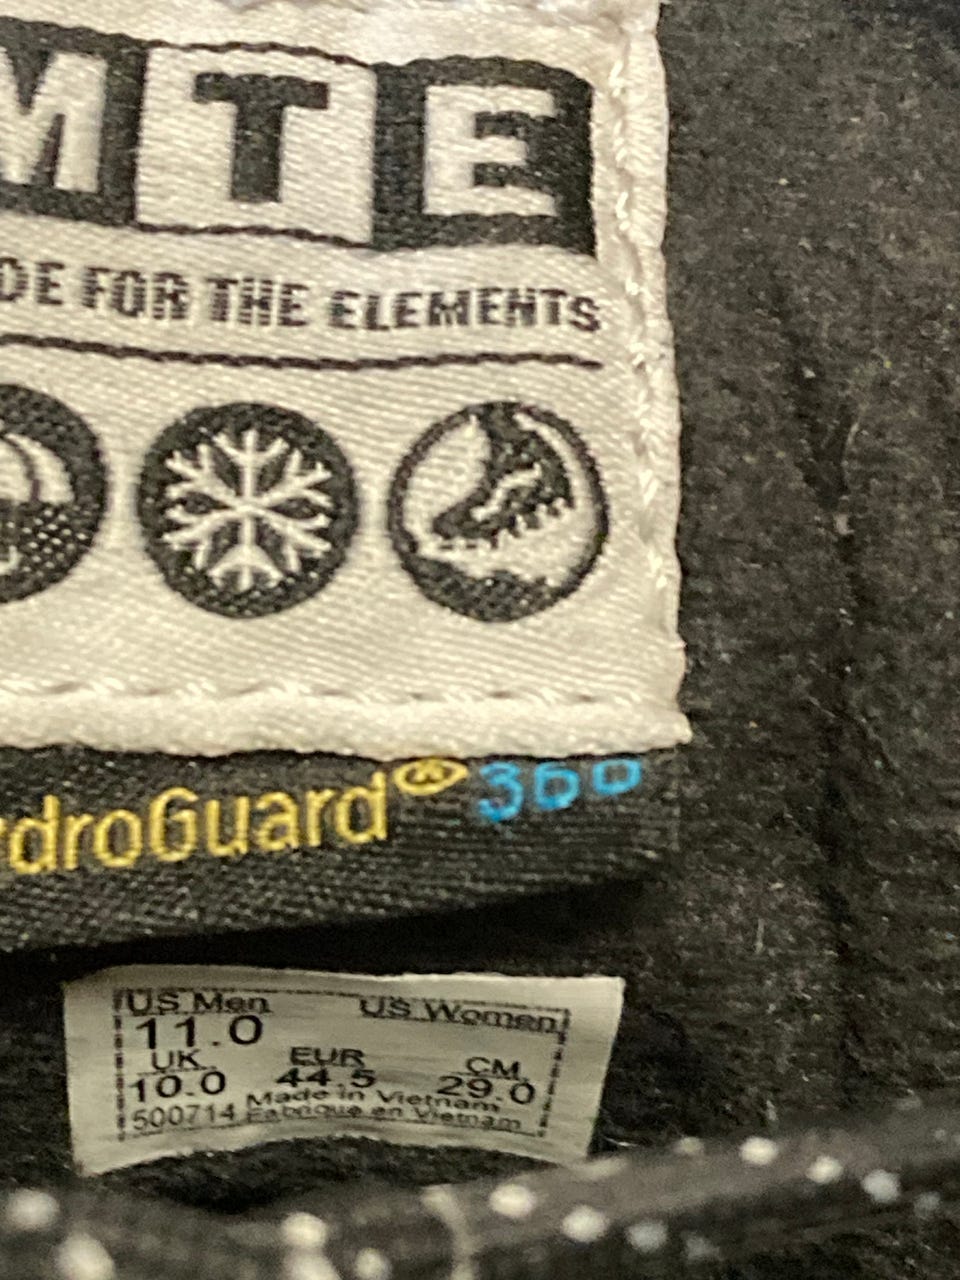 MTE
DE FOR THE ELEMENTS
droGuard® 360
US Men US Women
11.0
UK EUR CM
10.0 44.5 29.0
Made in Vietnam
500714 Fabrique en Vietnam